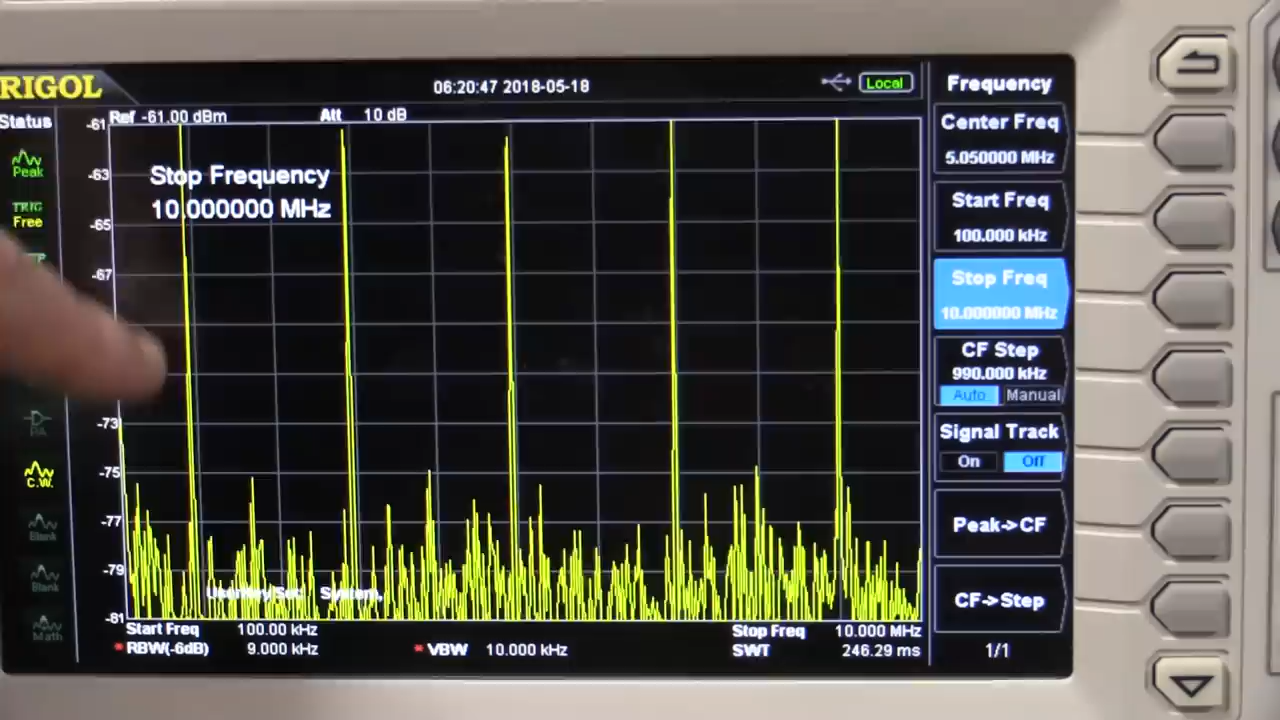 RIGOL
06:20:47 2018-05-18
Local
Frequency
Status
Ref -61.00 dBm
Att 10 dB
Center Freq
5.050000 MHz
Peak
TRIG
Free
Stop Frequency
10.000000 MHz
Start Freq
100.000 kHz
Stop Freq
10.000000 MHz
CF Step
990.000 kHz
Auto Manual
Signal Track
On Off
Peak->CF
CF->Step
1/1
-61
-63
-65
-67
-73
-75
-77
-79
-81
PA
C.W.
Blank
Blank
Math
System,
Start Freq 100.00 kHz
Stop Freq 10.000 MHz
*RBW(-6dB) 9.000 kHz
*VBW 10.000 kHz
SWT 246.29 ms